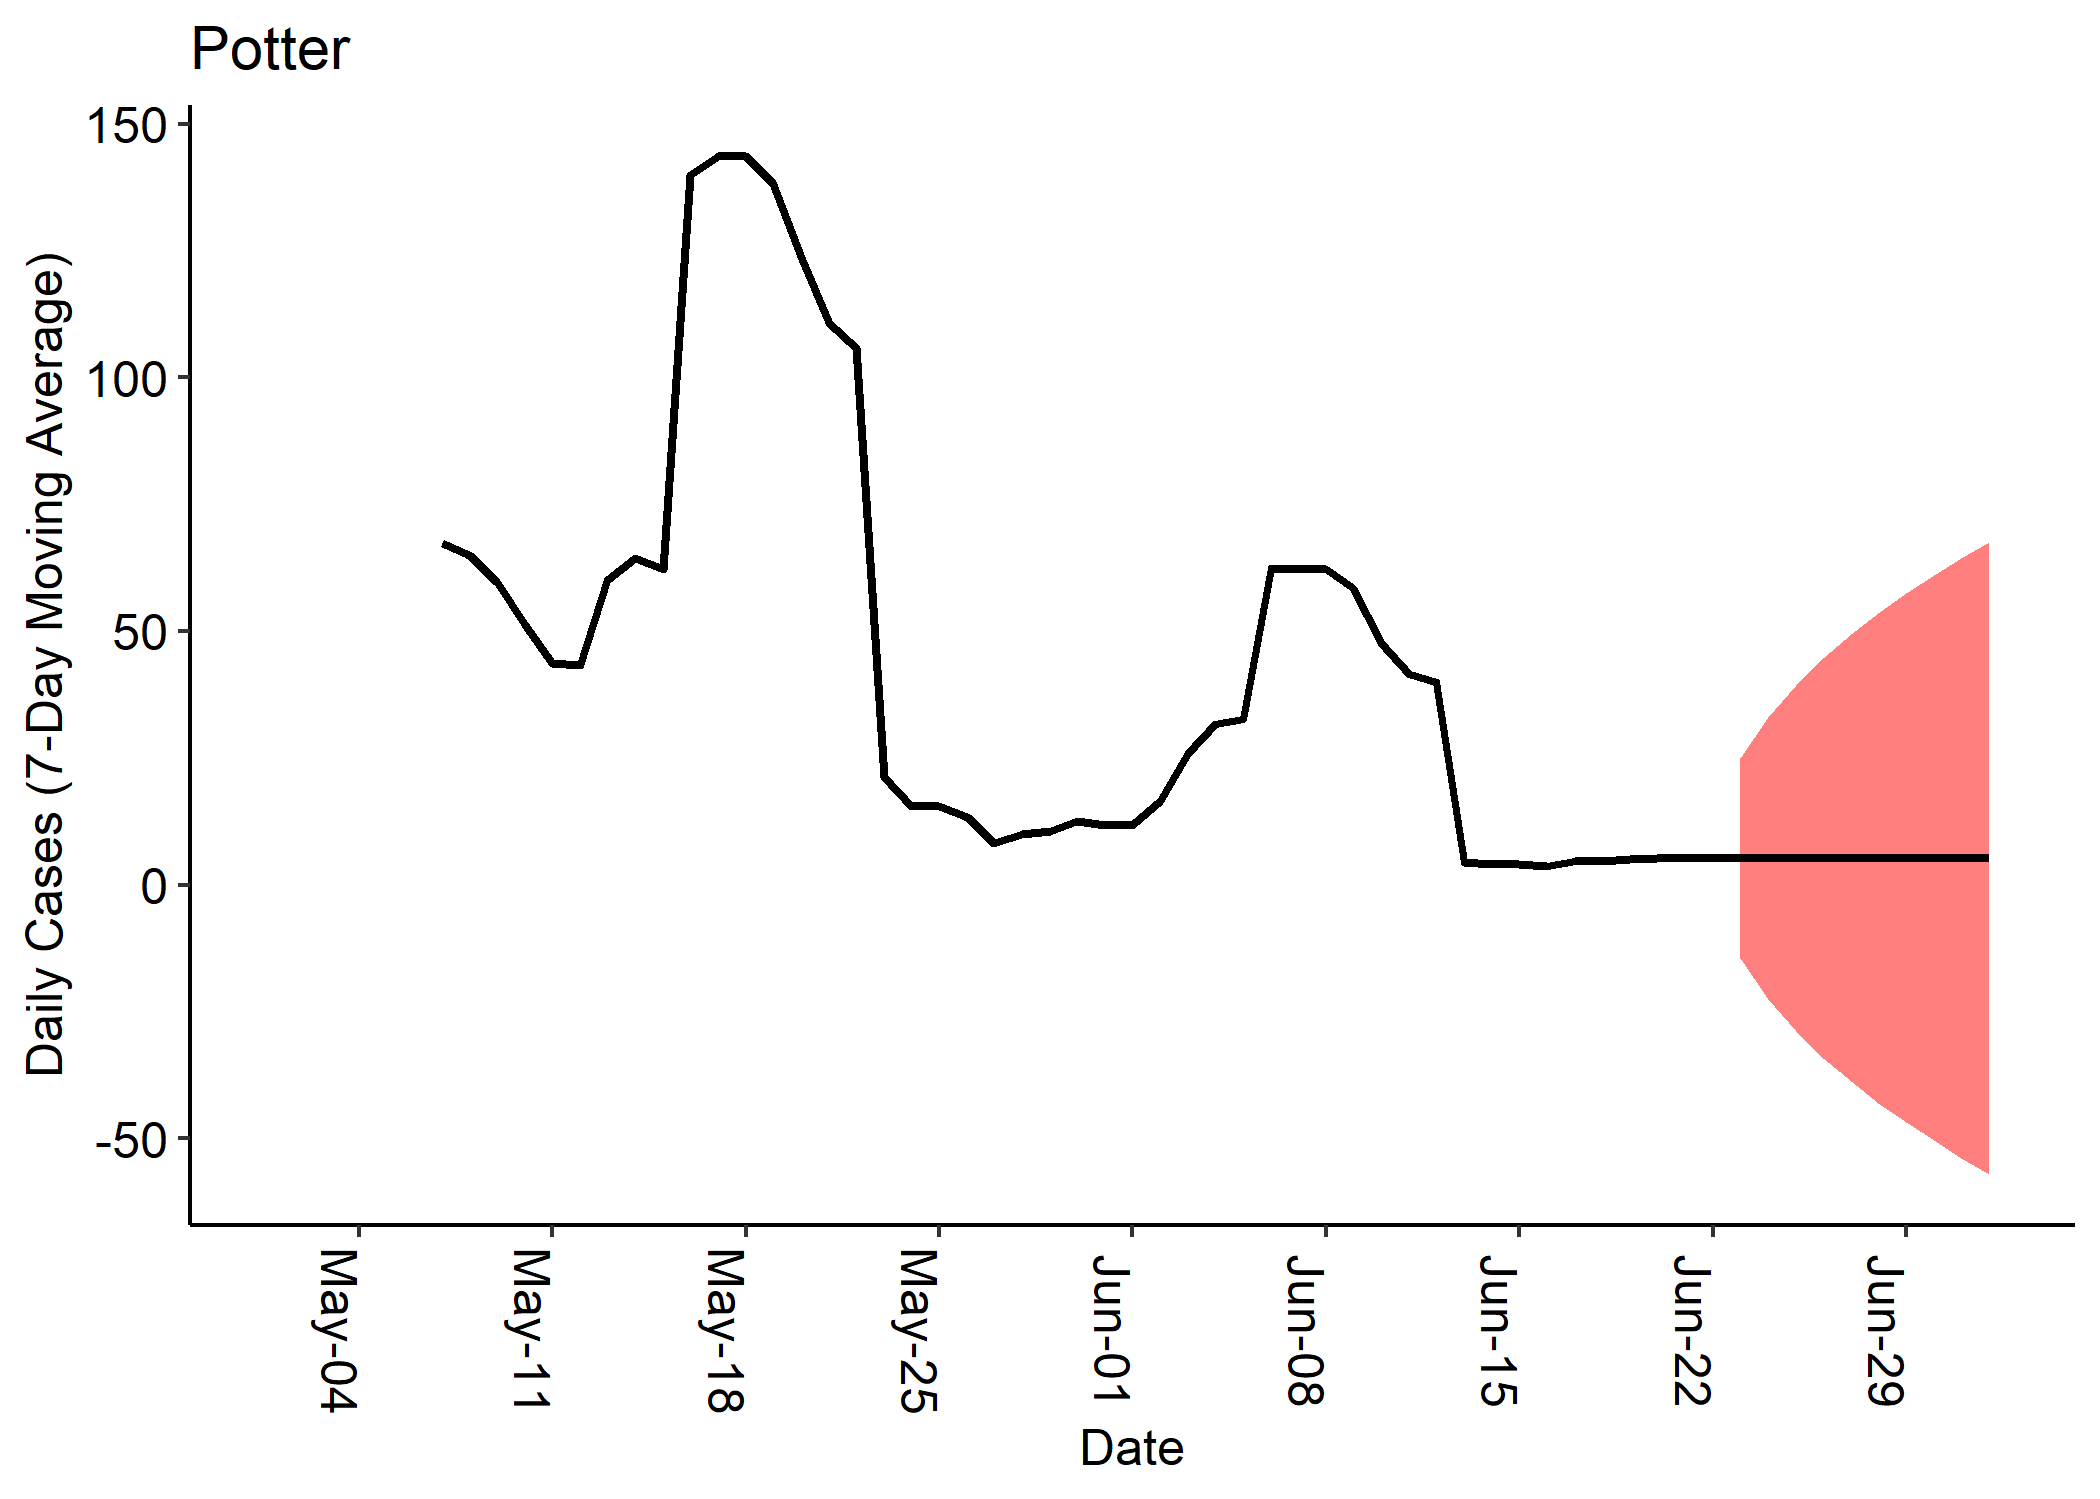 Potter
Daily Cases (7-Day Moving Average)
150
100
50
0
-50
May-04
May-11
May-18
May-25
Jun-01
Jun-08
Jun-15
Jun-22
Jun-29
Date